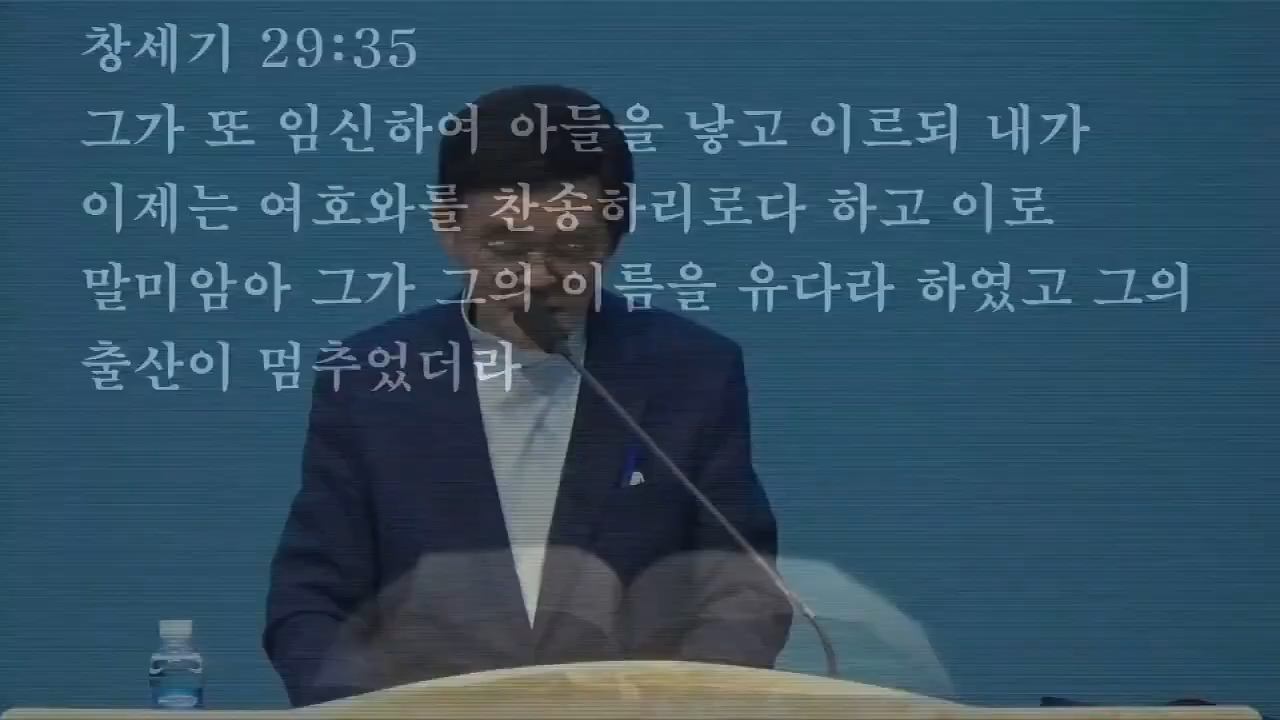 창세기 29:35
그가 또 임신하여 아들을 낳고 이르되 내가
이제는 여호와를 찬송하리로다 하고 이로
말미암아 그가 그의 이름을 유다라 하였고 그의
출산이 멈추었더라